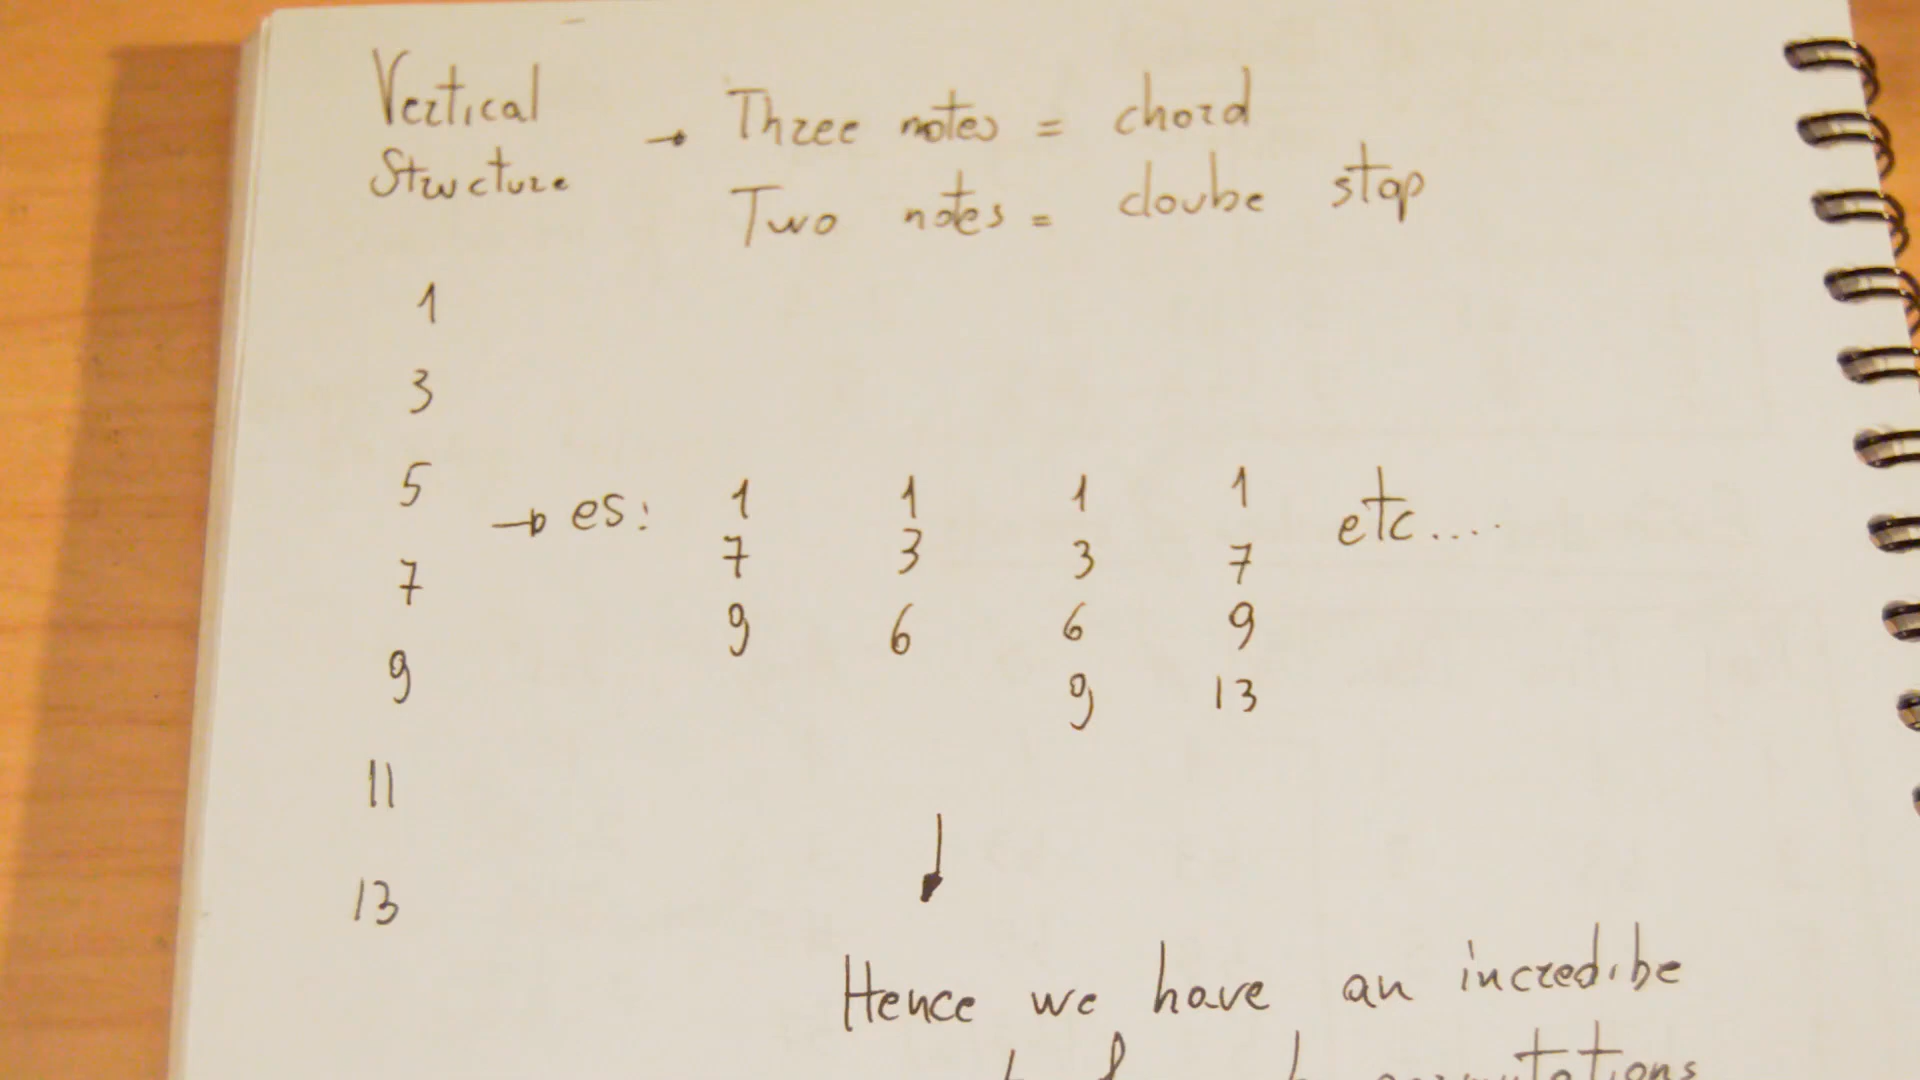 Vertical
Structure
→ Three notes = chord
Two notes = doube stop
1
3
5
7
9
11
13
→ es:
1 1 1 1 etc....
7 3 3 7
9 6 6 9
9 13
Hence we have an incredibe
permutations